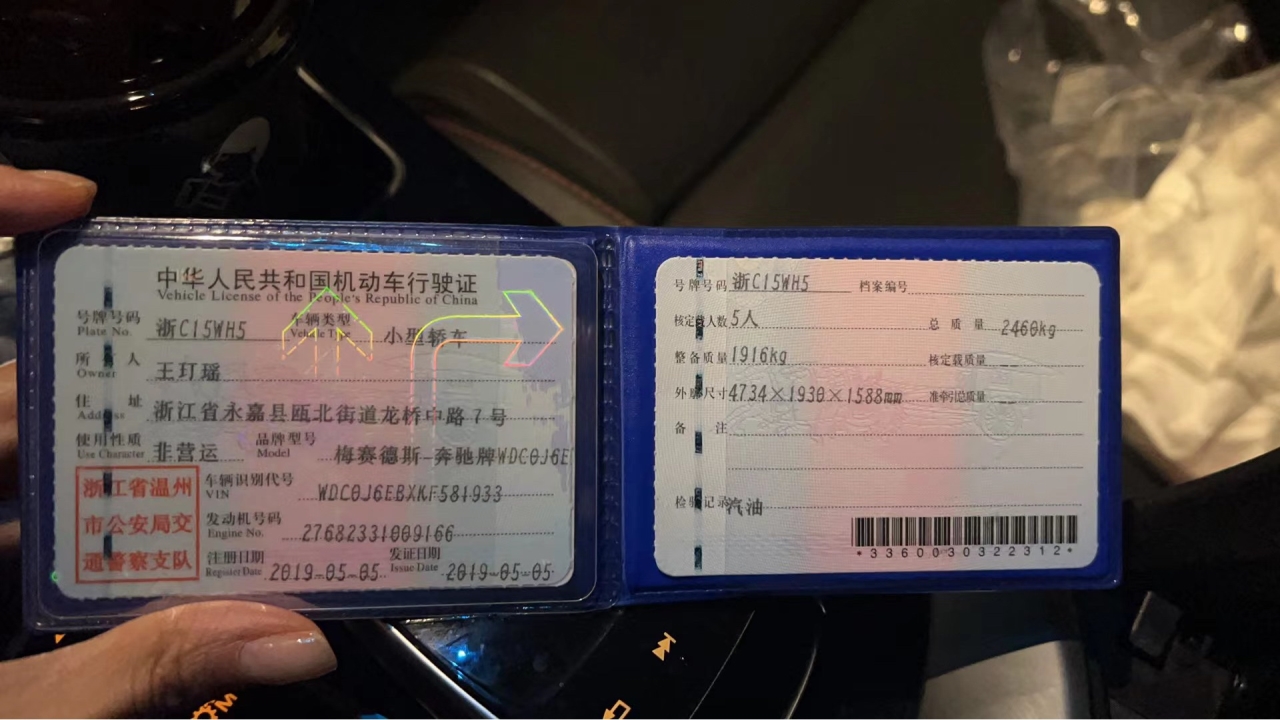 中华人民共和国机动车行驶证
Vehicle License of the People's Republic of China
号牌号码 浙C15WH5 车辆类型 小型轿车
Plate No. Vehicle Type
所有人 王玎瑶
Owner
住址 浙江省永嘉县瓯北街道龙桥中路7号
Address
使用性质 非营运 品牌型号 梅赛德斯-奔驰牌WDC0J6E
Use Character Model
浙江省温州
市公安局交
通警察支队
车辆识别代号 WDC0J6EBXKF581933
VIN
发动机号码 27682331009166
Engine No.
注册日期 2019-05-05 发证日期 2019-05-05
Register Date Issue Date
号牌号码 浙C15WH5 档案编号
核定载人数 5人 总质量 2460kg
整备质量 1916kg 核定载质量 --
外廓尺寸 4734×1930×1588mm 准牵引总质量 --
备注
检验记录 汽油
*3360030322312*